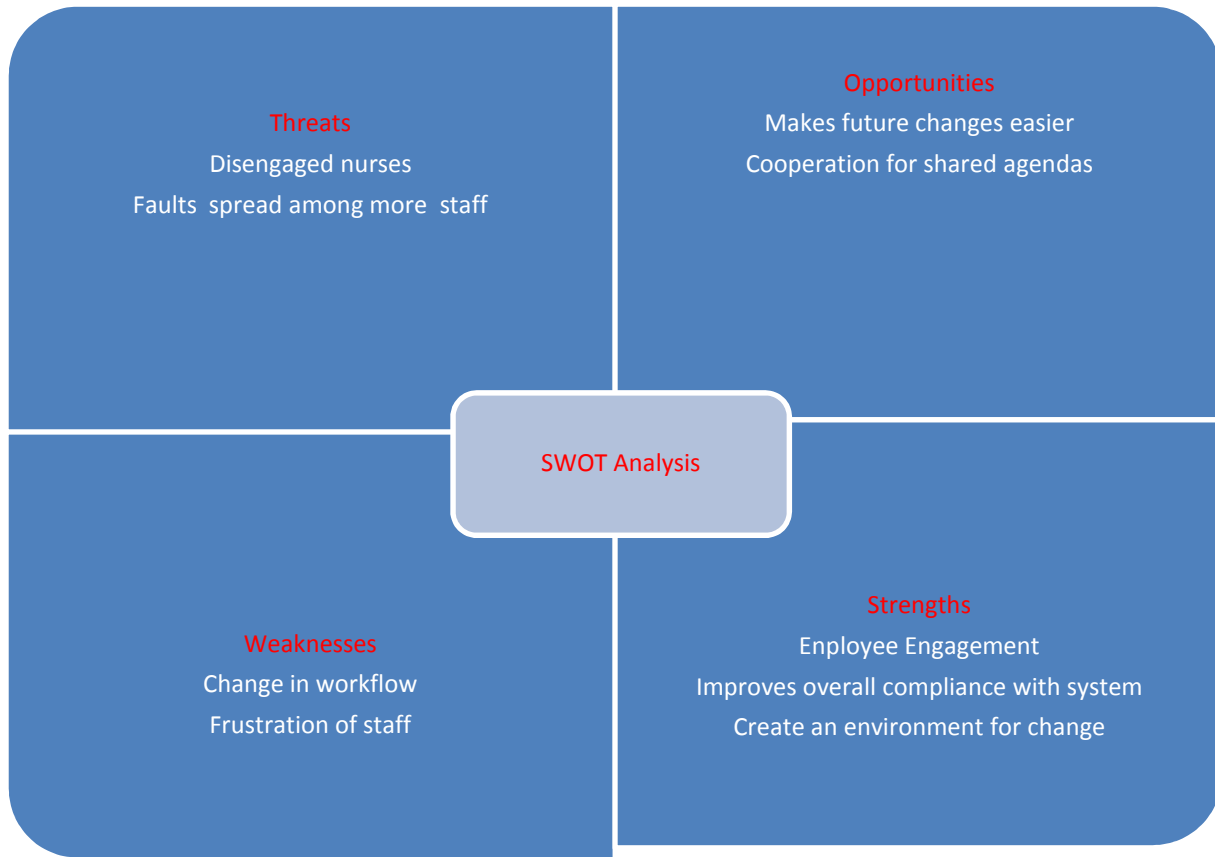 Threats
Disengaged nurses
Faults spread among more staff
Opportunities
Makes future changes easier
Cooperation for shared agendas
SWOT Analysis
Weaknesses
Change in workflow
Frustration of staff
Strengths
Enployee Engagement
Improves overall compliance with system
Create an environment for change